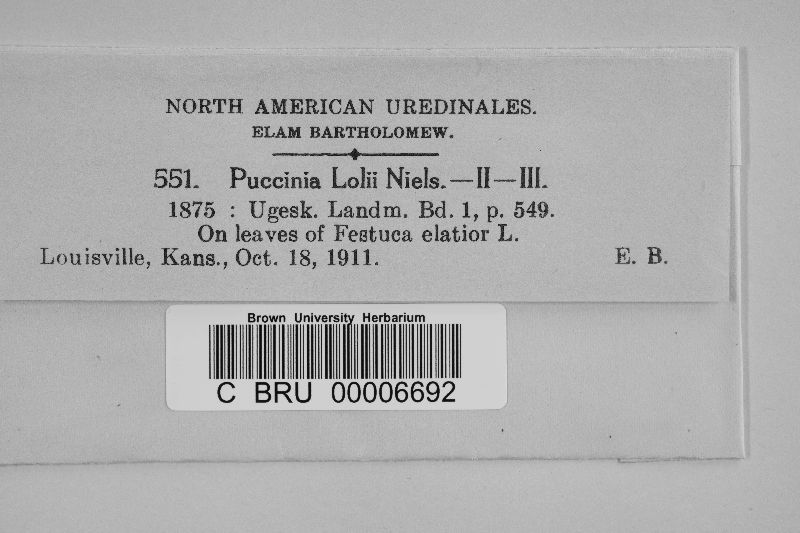 NORTH AMERICAN UREDINALES.
ELAM BARTHOLOMEW.
551. Puccinia Lolii Niels.—II—III.
1875 : Ugesk. Landm. Bd. 1, p. 549.
On leaves of Festuca elatior L.
Louisville, Kans., Oct. 18, 1911. E. B.
Brown University Herbarium
C BRU 00006692